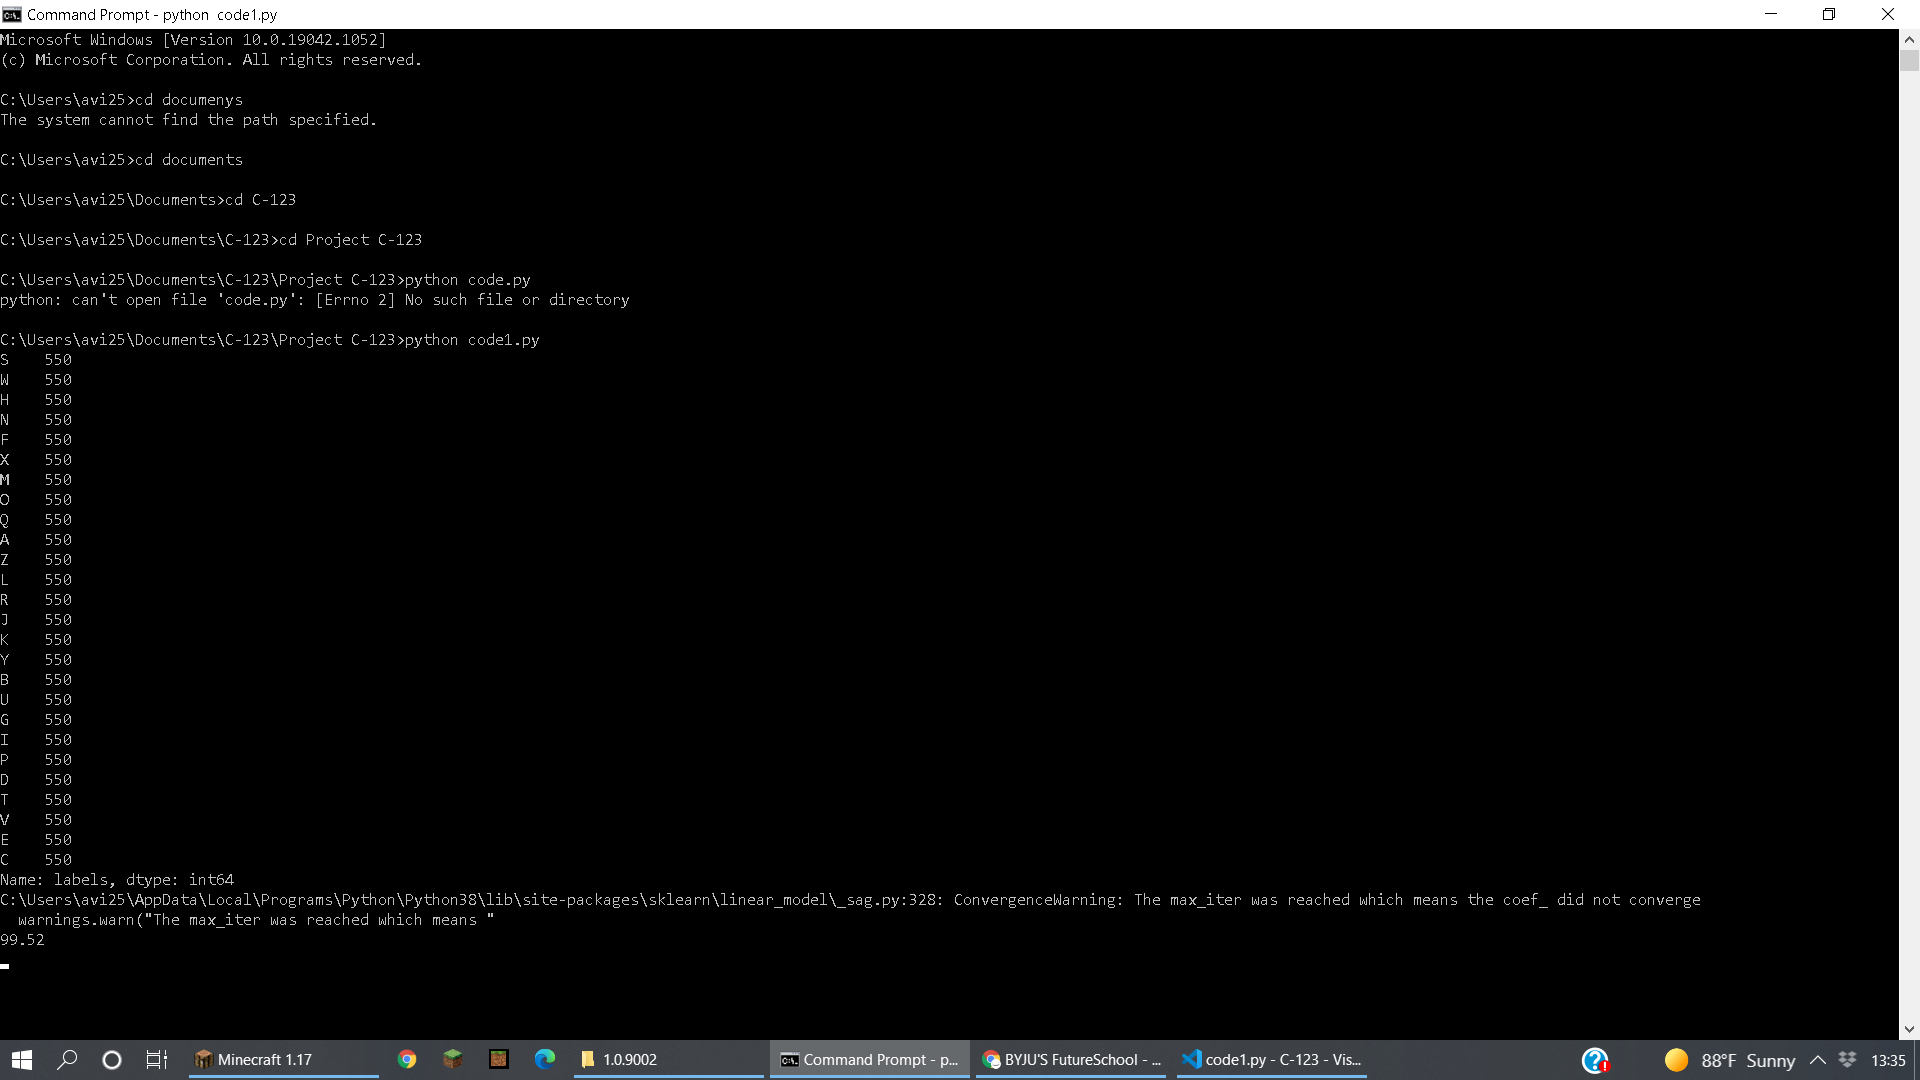 Command Prompt - python  code1.py
Microsoft Windows [Version 10.0.19042.1052]
(c) Microsoft Corporation. All rights reserved.
C:\Users\avi25>cd documenys
The system cannot find the path specified.
C:\Users\avi25>cd documents
C:\Users\avi25\Documents>cd C-123
C:\Users\avi25\Documents\C-123>cd Project C-123
C:\Users\avi25\Documents\C-123\Project C-123>python code.py
python: can't open file 'code.py': [Errno 2] No such file or directory
C:\Users\avi25\Documents\C-123\Project C-123>python code1.py
S    550
W    550
H    550
N    550
F    550
X    550
M    550
O    550
Q    550
A    550
Z    550
L    550
R    550
J    550
K    550
Y    550
B    550
U    550
G    550
I    550
P    550
D    550
T    550
V    550
E    550
C    550
Name: labels, dtype: int64
C:\Users\avi25\AppData\Local\Programs\Python\Python38\lib\site-packages\sklearn\linear_model\_sag.py:328: ConvergenceWarning: The max_iter was reached which means the coef_ did not converge
  warnings.warn("The max_iter was reached which means "
99.52
Minecraft 1.17
1.0.9002
Command Prompt - p...
BYJU'S FutureSchool - ...
code1.py - C-123 - Vis...
88°F Sunny
13:35